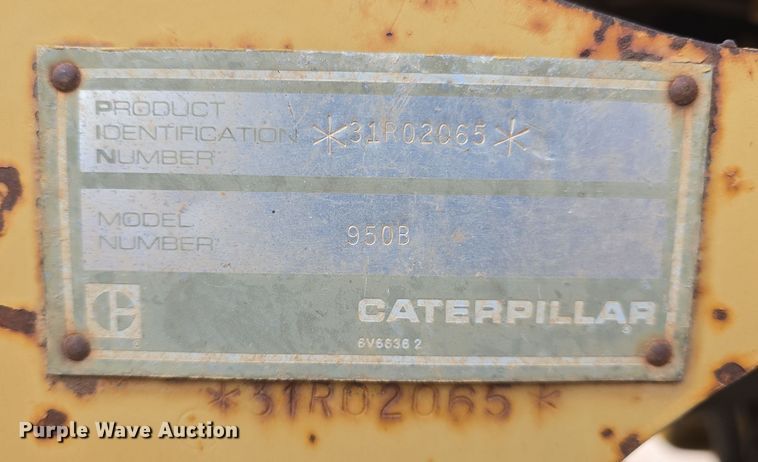 PRODUCT
IDENTIFICATION *31R02065*
NUMBER
MODEL
NUMBER 950B
C CATERPILLAR®
6V6636 2
*31R02065*
Purple Wave Auction